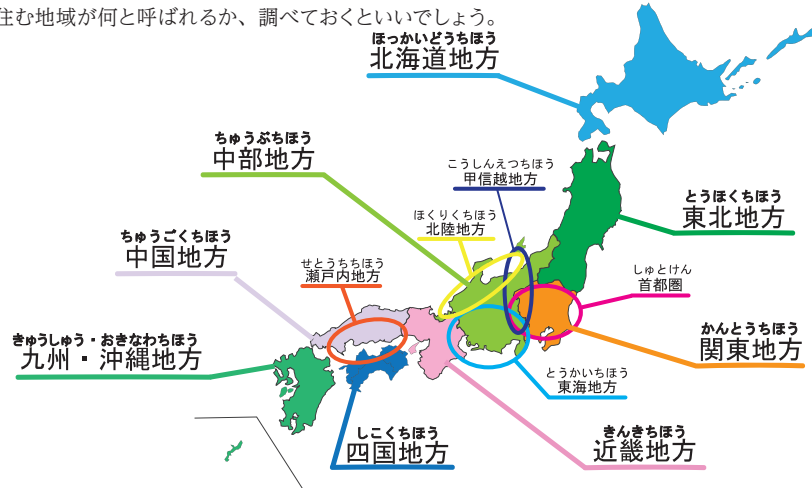 住む地域が何と呼ばれるか、調べておくといいでしょう。
ほっかいどうちほう
北海道地方
ちゅうぶちほう
中部地方
こうしんえつちほう
甲信越地方
とうほくちほう
東北地方
ほくりくちほう
北陸地方
ちゅうごくちほう
中国地方
せとうちちほう
瀬戸内地方
しゅとけん
首都圏
きゅうしゅう・おきなわちほう
九州・沖縄地方
かんとうちほう
関東地方
とうかいちほう
東海地方
しこくちほう
四国地方
きんきちほう
近畿地方